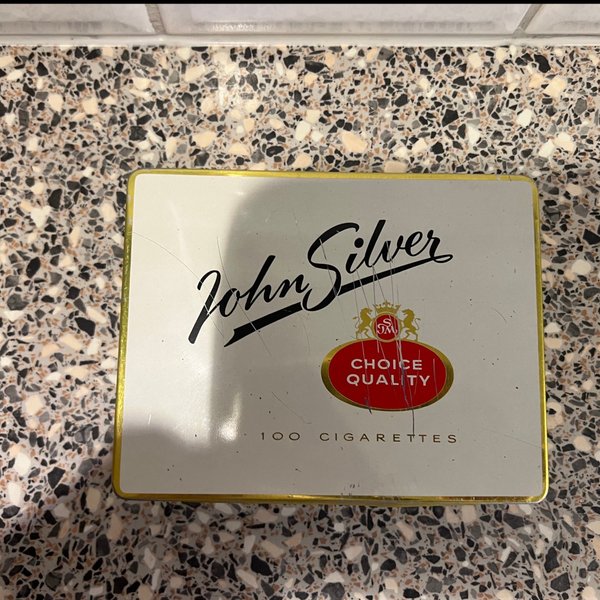 John Silver
CHOICE
QUALITY
100 CIGARETTES